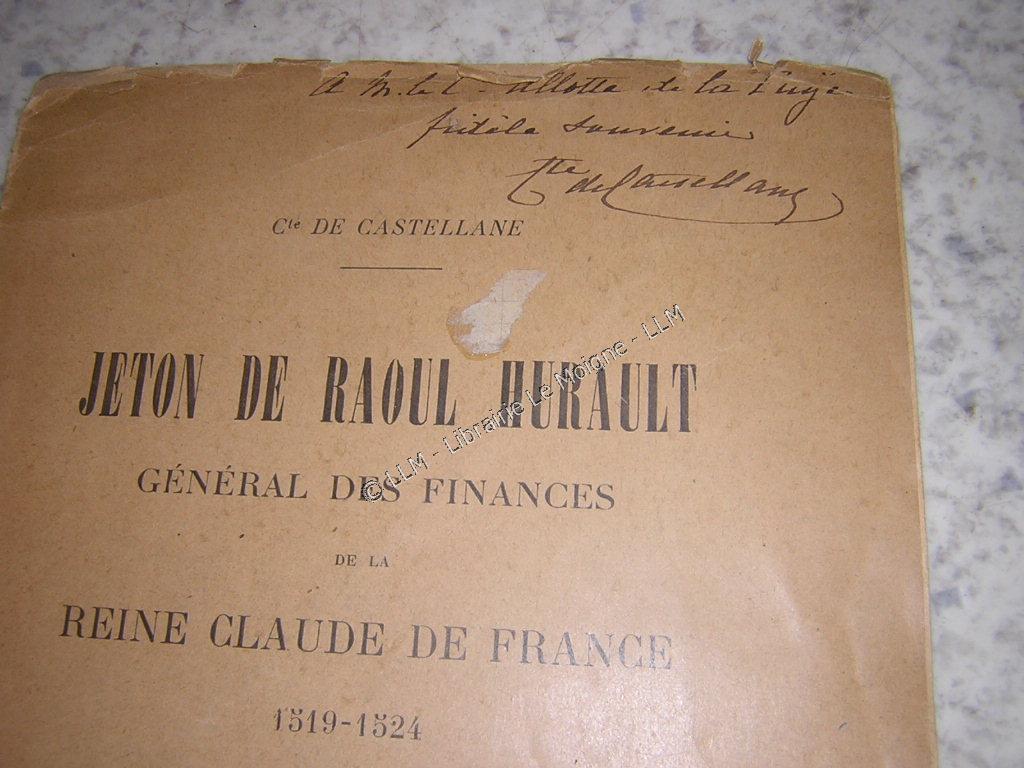 A M. le C. Allotte de la Fuÿe
fidèle souvenir
Cte de Castellane
Cte DE CASTELLANE
JETON DE RAOUL HURAULT
© LLM - Librairie Le Moigne - LLM
GÉNÉRAL DES FINANCES
DE LA
REINE CLAUDE DE FRANCE
1519-1524